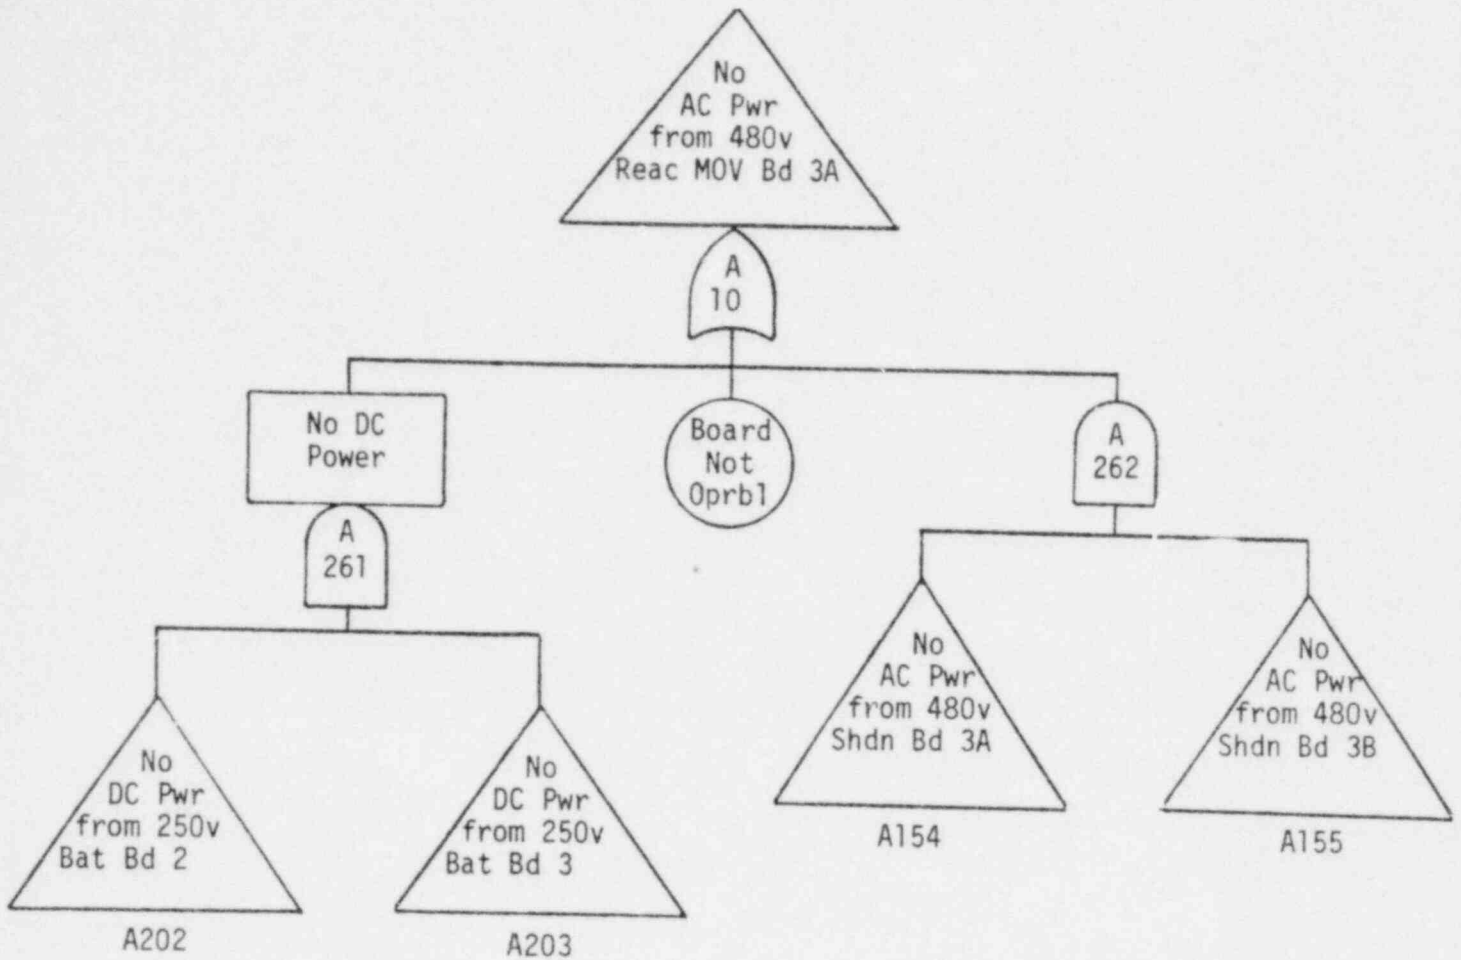 No
AC Pwr
from 480v
Reac MOV Bd 3A
A
10
No DC
Power
Board
Not
Oprbl
A
262
A
261
No
DC Pwr
from 250v
Bat Bd 2
A202
No
DC Pwr
from 250v
Bat Bd 3
A203
No
AC Pwr
from 480v
Shdn Bd 3A
A154
No
AC Pwr
from 480v
Shdn Bd 3B
A155